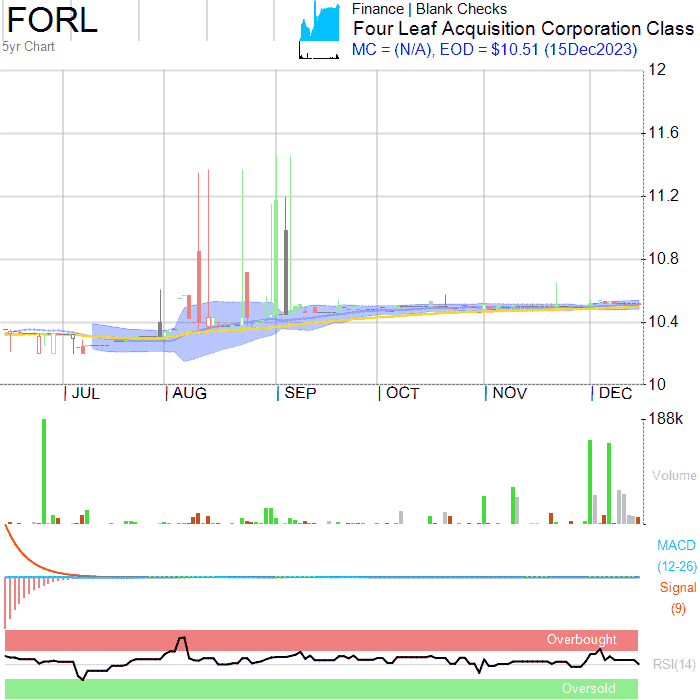 FORL
5yr Chart
Finance | Blank Checks
Four Leaf Acquisition Corporation Class
MC = (N/A), EOD = $10.51 (15Dec2023)
12
11.6
11.2
10.8
10.4
10
JUL
AUG
SEP
OCT
NOV
DEC
188k
Volume
MACD
(12-26)
Signal
(9)
Overbought
RSI(14)
Oversold